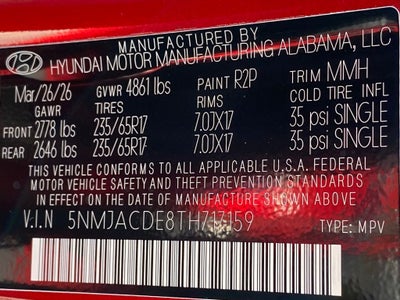 MANUFACTURED BY
HYUNDAI MOTOR MANUFACTURING ALABAMA, LLC
Mar/26/26 GVWR 4861 lbs PAINT R2P TRIM MMH
GAWR TIRES RIMS COLD TIRE INFL
FRONT 2778 lbs 235/65R17 7.0JX17 35 psi SINGLE
REAR 2646 lbs 235/65R17 7.0JX17 35 psi SINGLE
THIS VEHICLE CONFORMS TO ALL APPLICABLE U.S.A. FEDERAL
MOTOR VEHICLE SAFETY AND THEFT PREVENTION STANDARDS
IN EFFECT ON THE DATE OF MANUFACTURE SHOWN ABOVE
V.I.N 5NMJACDE8TH717159 TYPE: MPV